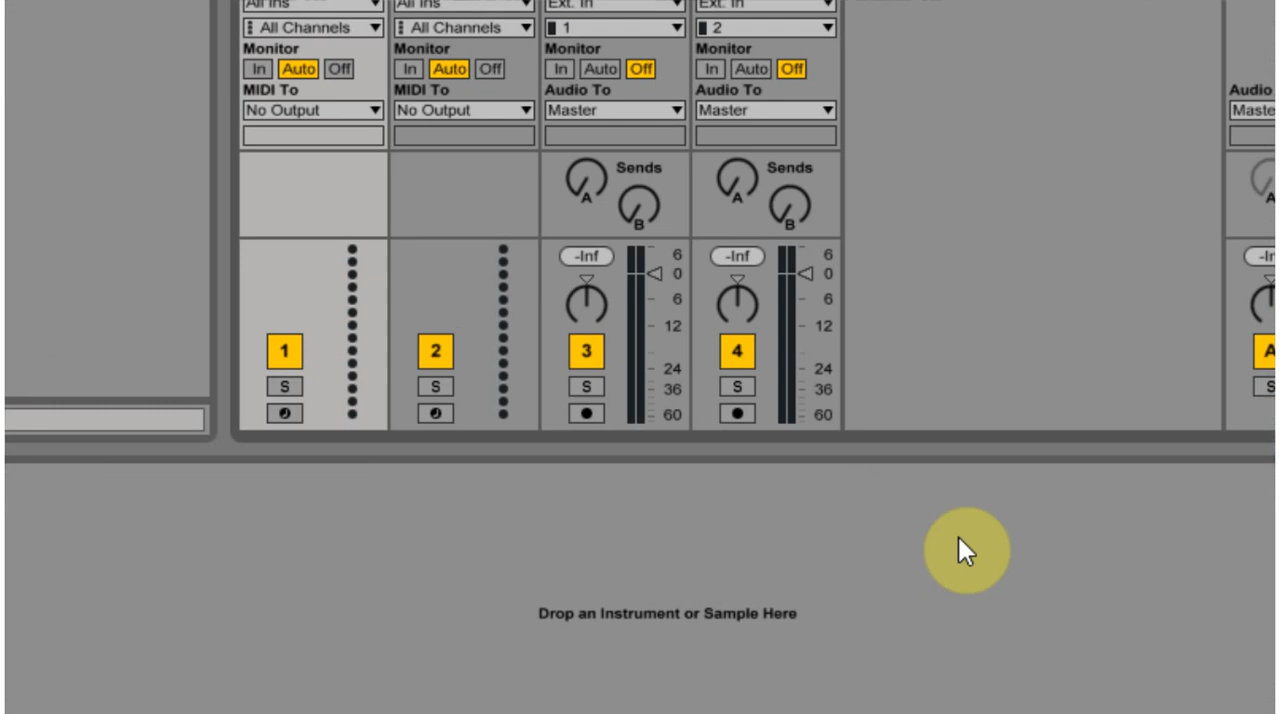 All Ins All Ins Ext. In Ext. In
All Channels All Channels 1 2
Monitor Monitor Monitor Monitor
In Auto Off In Auto Off In Auto Off In Auto Off
MIDI To MIDI To Audio To Audio To Audio
No Output No Output Master Master Maste
Sends Sends
A A A
B B
-Inf 6 -Inf 6 -In
0 0
6 6
12 12
1 2 3 4 A
24 24
S S S 36 S 36 S
60 60
Drop an Instrument or Sample Here